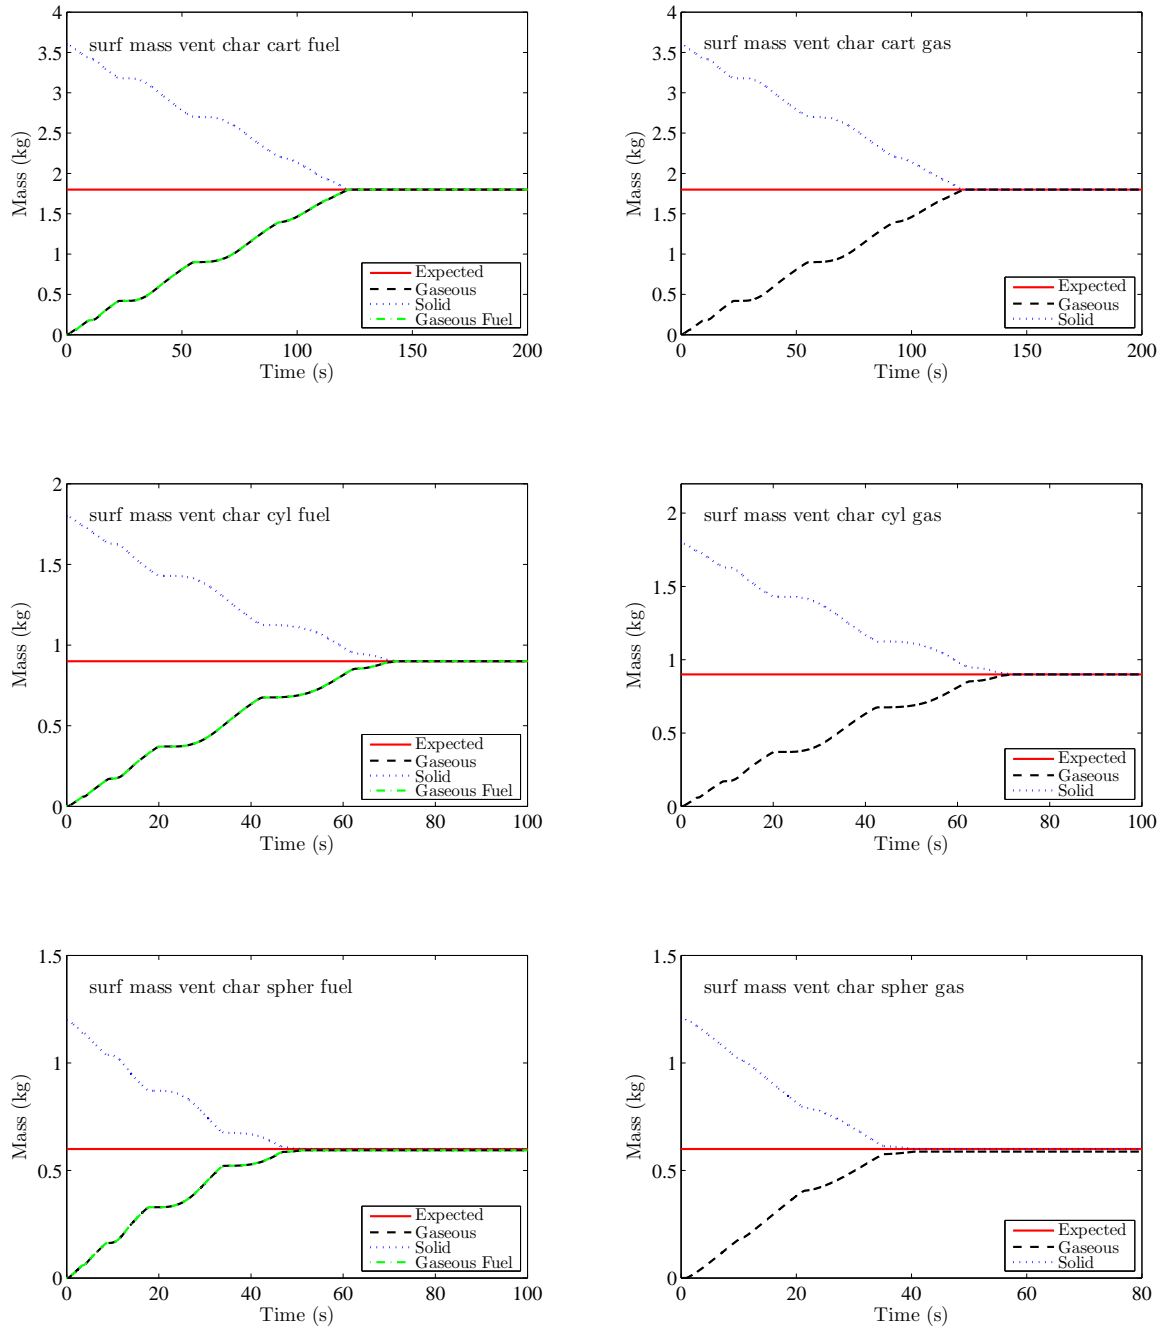 surf mass vent char cart fuel
Mass (kg)
4
3.5
3
2.5
2
1.5
1
0.5
0
0 50 100 150 200
Time (s)
Expected
Gaseous
Solid
Gaseous Fuel
surf mass vent char cart gas
Mass (kg)
4
3.5
3
2.5
2
1.5
1
0.5
0
0 50 100 150 200
Time (s)
Expected
Gaseous
Solid
surf mass vent char cyl fuel
Mass (kg)
2
1.5
1
0.5
0
0 20 40 60 80 100
Time (s)
Expected
Gaseous
Solid
Gaseous Fuel
surf mass vent char cyl gas
Mass (kg)
2
1.5
1
0.5
0
0 20 40 60 80 100
Time (s)
Expected
Gaseous
Solid
surf mass vent char spher fuel
Mass (kg)
1.5
1
0.5
0
0 20 40 60 80 100
Time (s)
Expected
Gaseous
Solid
Gaseous Fuel
surf mass vent char spher gas
Mass (kg)
1.5
1
0.5
0
0 20 40 60 80
Time (s)
Expected
Gaseous
Solid